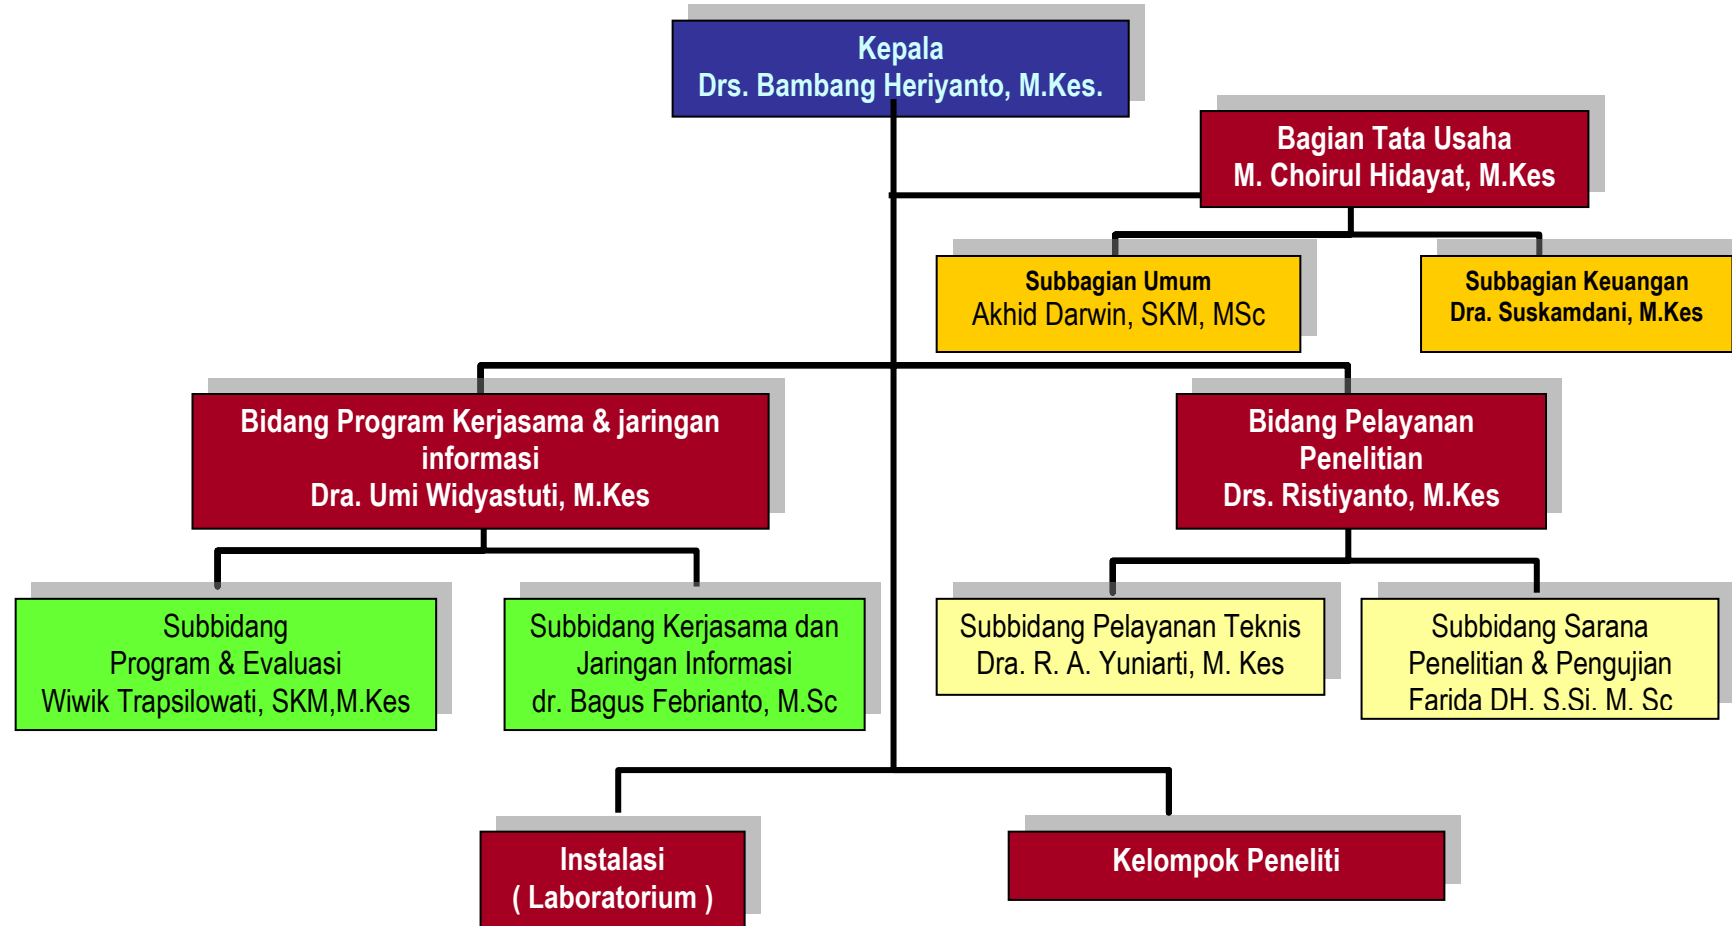 Kepala
Drs. Bambang Heriyanto, M.Kes.
Bagian Tata Usaha
M. Choirul Hidayat, M.Kes
Subbagian Umum
Akhid Darwin, SKM, MSc
Subbagian Keuangan
Dra. Suskamdani, M.Kes
Bidang Program Kerjasama & jaringan
informasi
Dra. Umi Widyastuti, M.Kes
Bidang Pelayanan
Penelitian
Drs. Ristiyanto, M.Kes
Subbidang
Program & Evaluasi
Wiwik Trapsilowati, SKM,M.Kes
Subbidang Kerjasama dan
Jaringan Informasi
dr. Bagus Febrianto, M.Sc
Subbidang Pelayanan Teknis
Dra. R. A. Yuniarti, M. Kes
Subbidang Sarana
Penelitian & Pengujian
Farida DH. S.Si. M. Sc
Instalasi
( Laboratorium )
Kelompok Peneliti